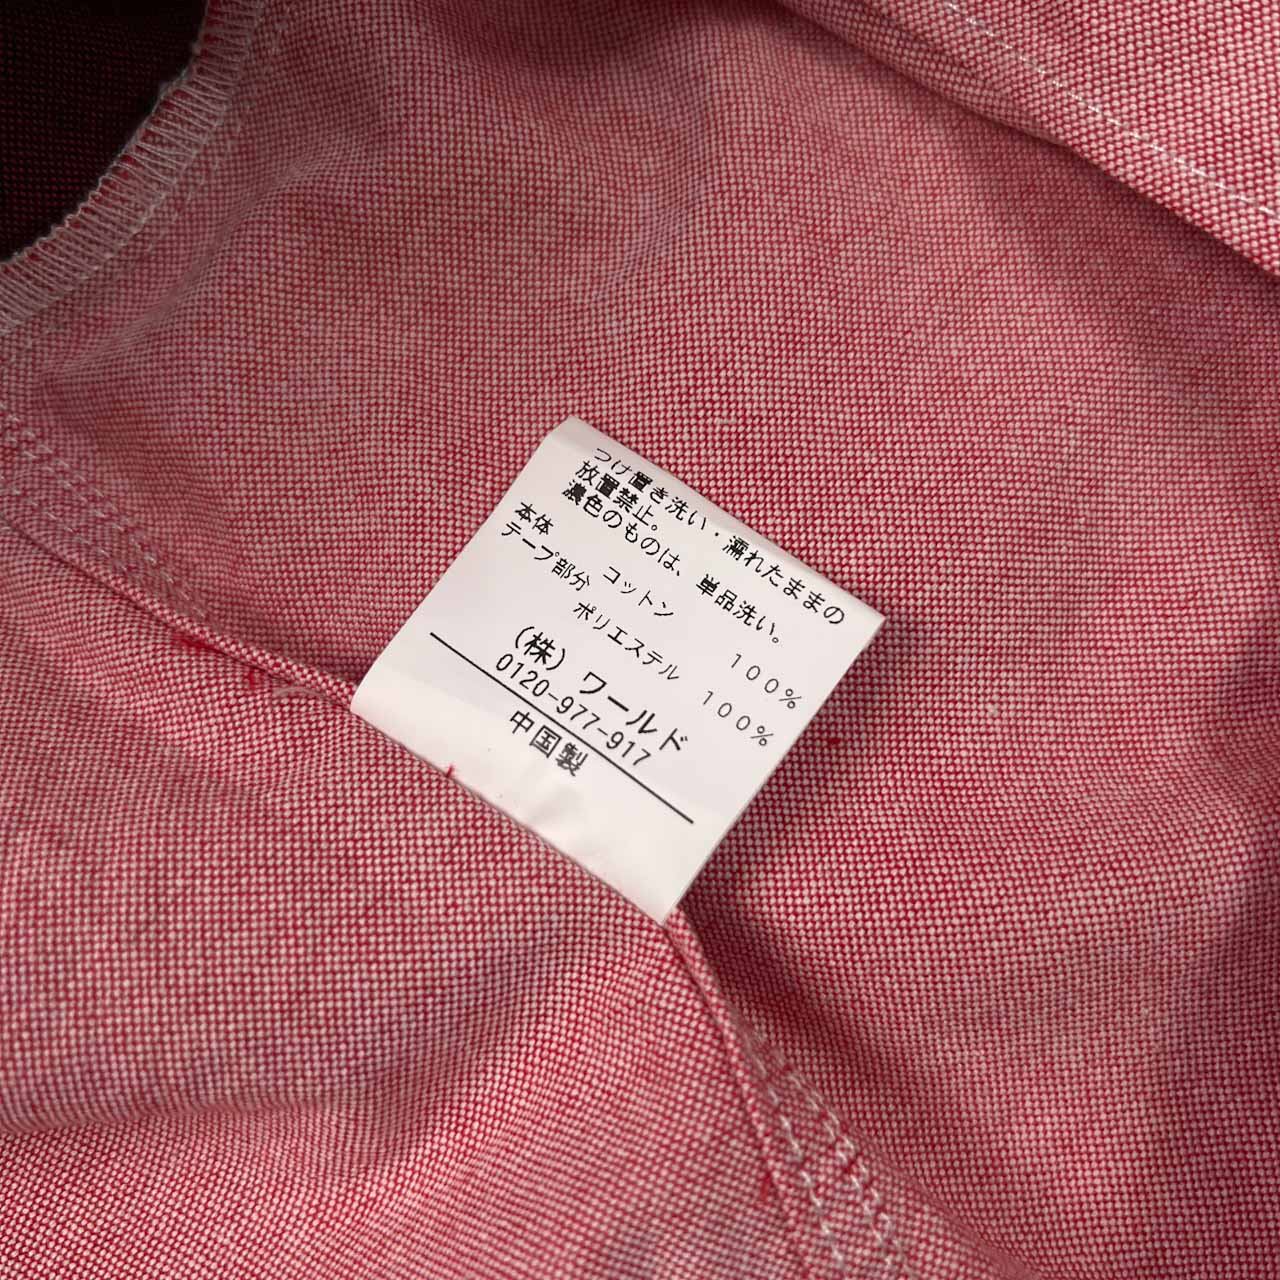 つけ置き洗い・濡れたままの
放置禁止。
濃色のものは、単品洗い。
本体 コットン 100%
テープ部分 ポリエステル 100%
(株)ワールド
0120-977-917
中国製